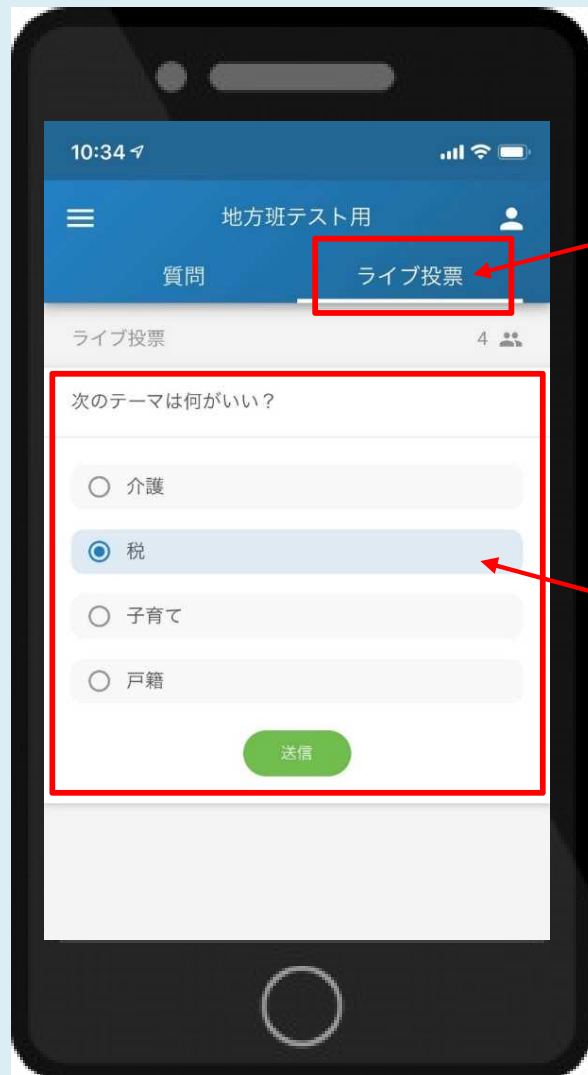 10:34
地方班テスト用
質問
ライブ投票
ライブ投票
4
次のテーマは何がいい？
介護
税
子育て
戸籍
送信